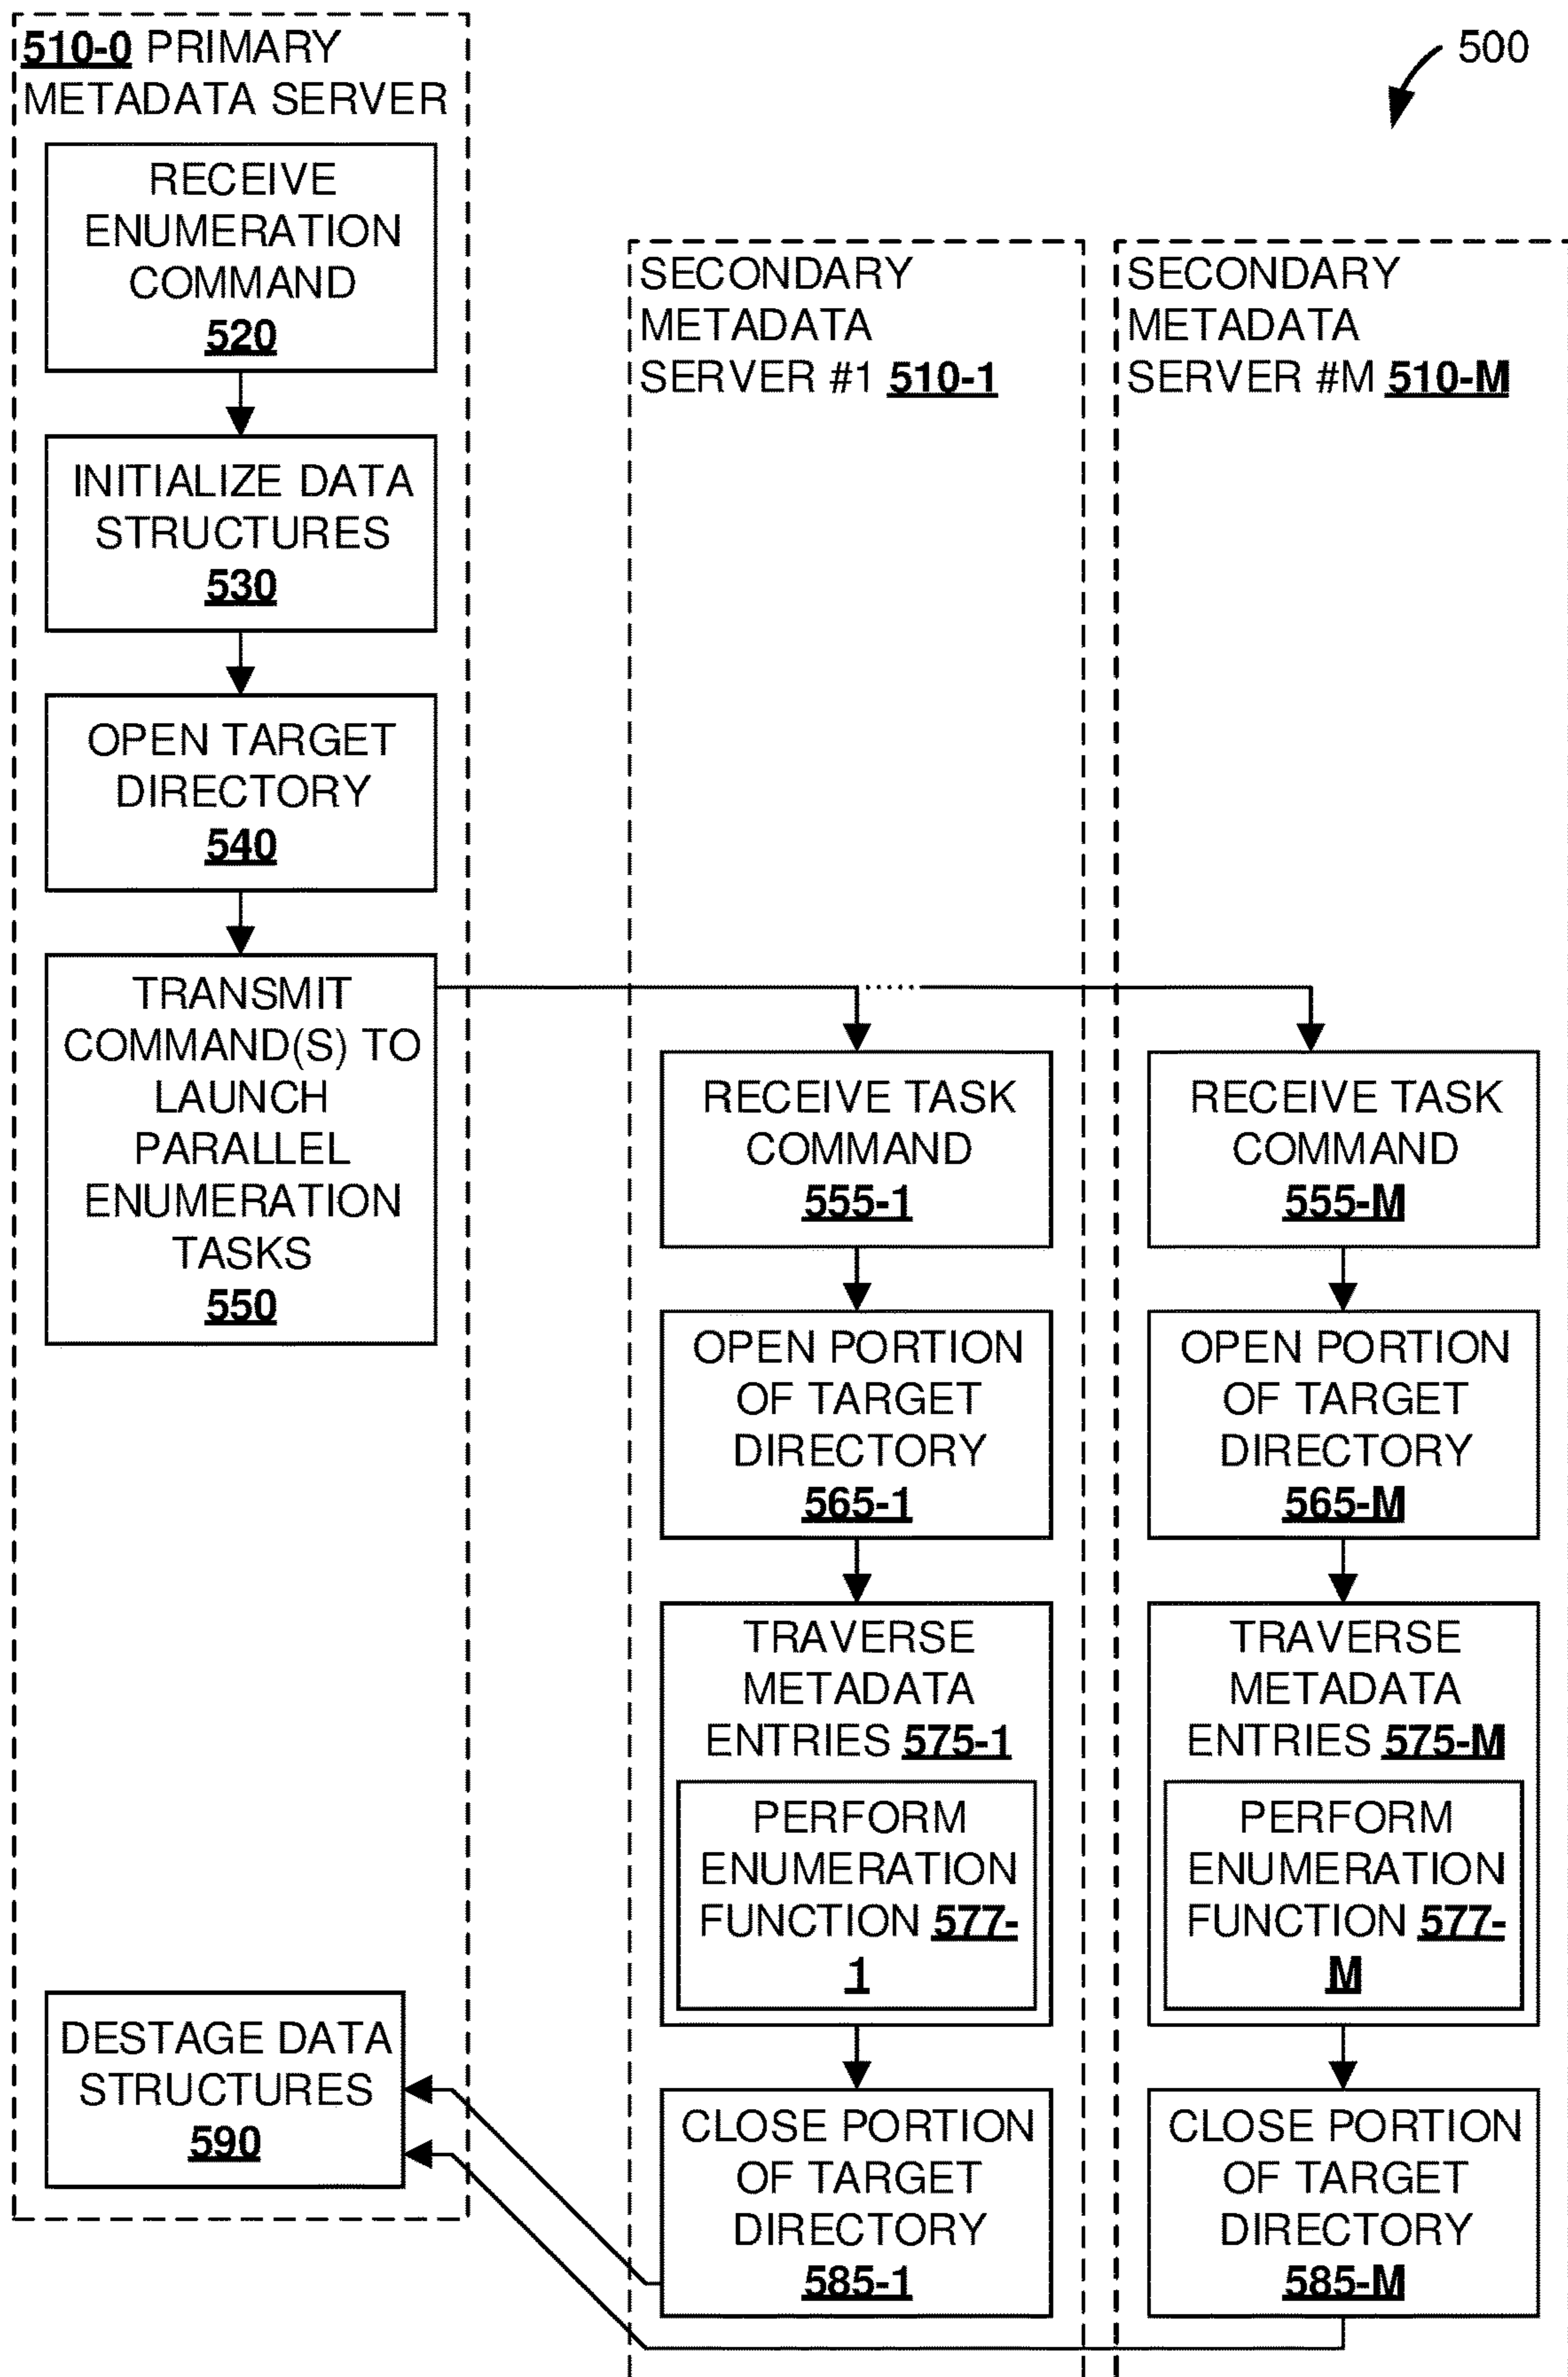 510-0 PRIMARY
METADATA SERVER
500
RECEIVE
ENUMERATION
COMMAND
520
INITIALIZE DATA
STRUCTURES
530
OPEN TARGET
DIRECTORY
540
TRANSMIT
COMMAND(S) TO
LAUNCH
PARALLEL
ENUMERATION
TASKS
550
DESTAGE DATA
STRUCTURES
590
SECONDARY
METADATA
SERVER #1 510-1
RECEIVE TASK
COMMAND
555-1
OPEN PORTION
OF TARGET
DIRECTORY
565-1
TRAVERSE
METADATA
ENTRIES 575-1
PERFORM
ENUMERATION
FUNCTION 577-
1
CLOSE PORTION
OF TARGET
DIRECTORY
585-1
SECONDARY
METADATA
SERVER #M 510-M
RECEIVE TASK
COMMAND
555-M
OPEN PORTION
OF TARGET
DIRECTORY
565-M
TRAVERSE
METADATA
ENTRIES 575-M
PERFORM
ENUMERATION
FUNCTION 577-
M
CLOSE PORTION
OF TARGET
DIRECTORY
585-M